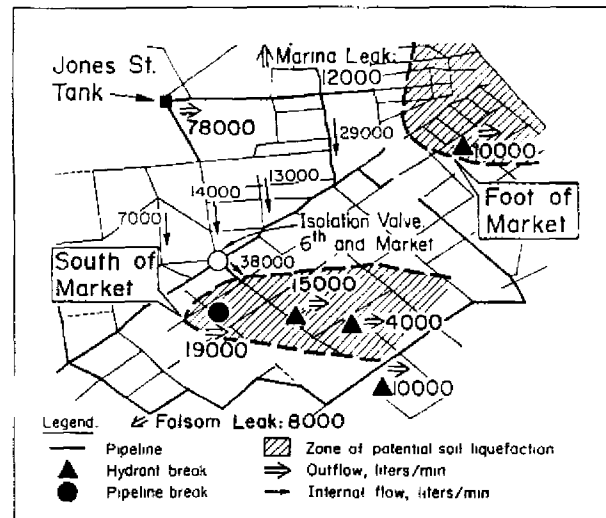 Jones St.
Tank
Marina Leak:
12000
78000
29000
10000
Foot of
Market
14000
13000
7000
Isolation Valve
6th and Market
South of
Market
38000
15000
4000
19000
10000
Folsom Leak: 8000
Legend.
Pipeline
Hydrant break
Pipeline break
Zone of potential soil liquefaction
Outflow, liters/min
Internal flow, liters/min